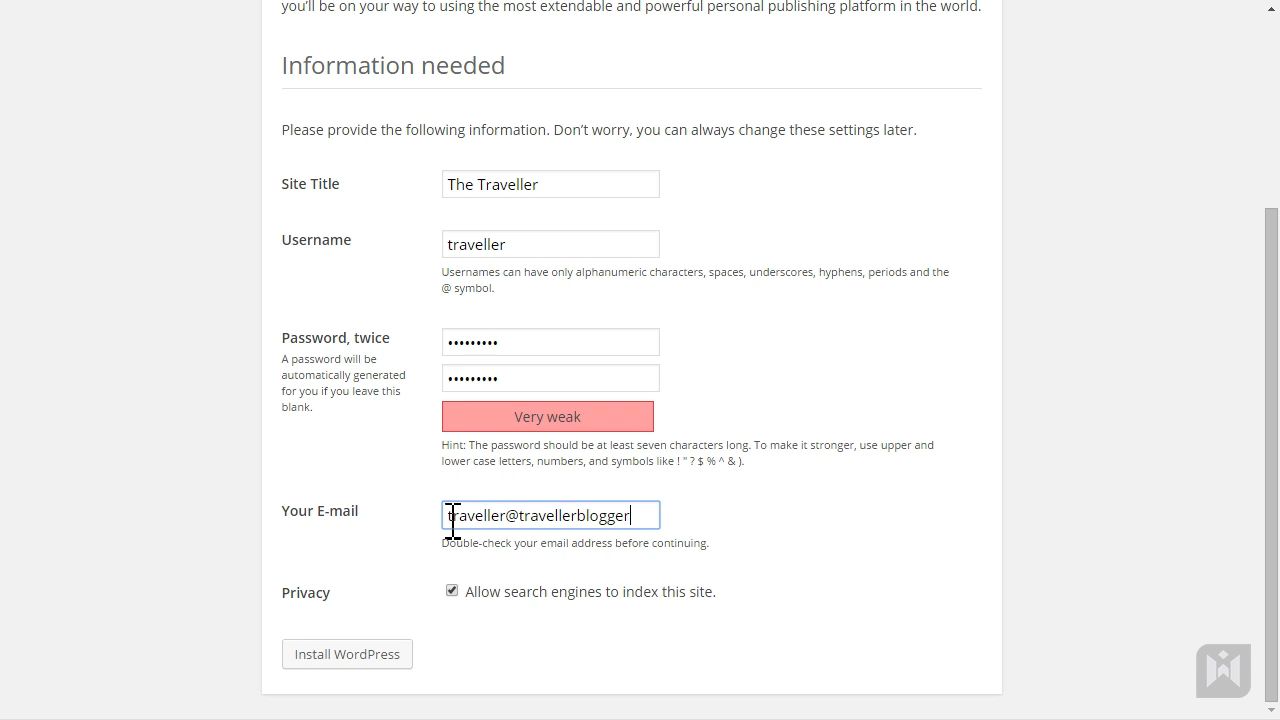 you'll be on your way to using the most extendable and powerful personal publishing platform in the world.
Information needed
Please provide the following information. Don't worry, you can always change these settings later.
Site Title
The Traveller
Username
traveller
Usernames can have only alphanumeric characters, spaces, underscores, hyphens, periods and the
@ symbol.
Password, twice
A password will be
automatically generated
for you if you leave this
blank.
•••••••••
•••••••••
Very weak
Hint: The password should be at least seven characters long. To make it stronger, use upper and
lower case letters, numbers, and symbols like ! " ? $ % ^ & ).
Your E-mail
traveller@travellerblogger
Double-check your email address before continuing.
Privacy
Allow search engines to index this site.
Install WordPress